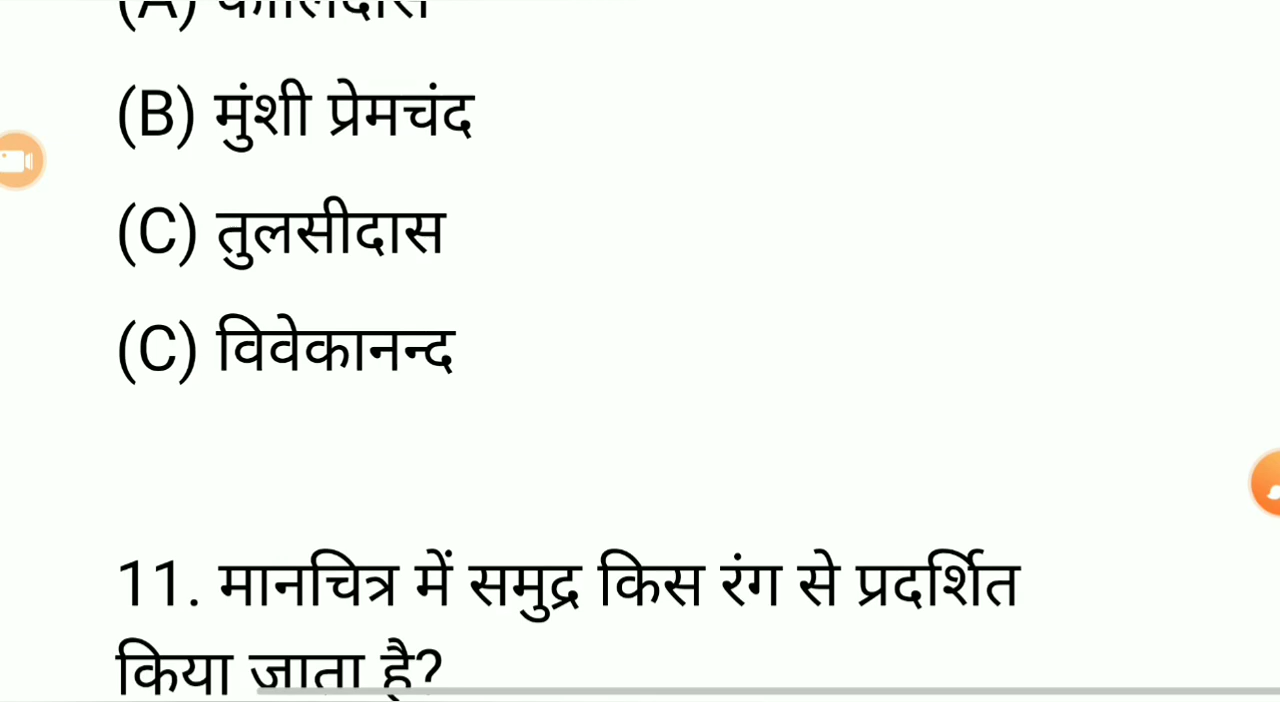 (A) कालिदास
(B) मुंशी प्रेमचंद
(C) तुलसीदास
(C) विवेकानन्द
11. मानचित्र में समुद्र किस रंग से प्रदर्शित
किया जाता है?